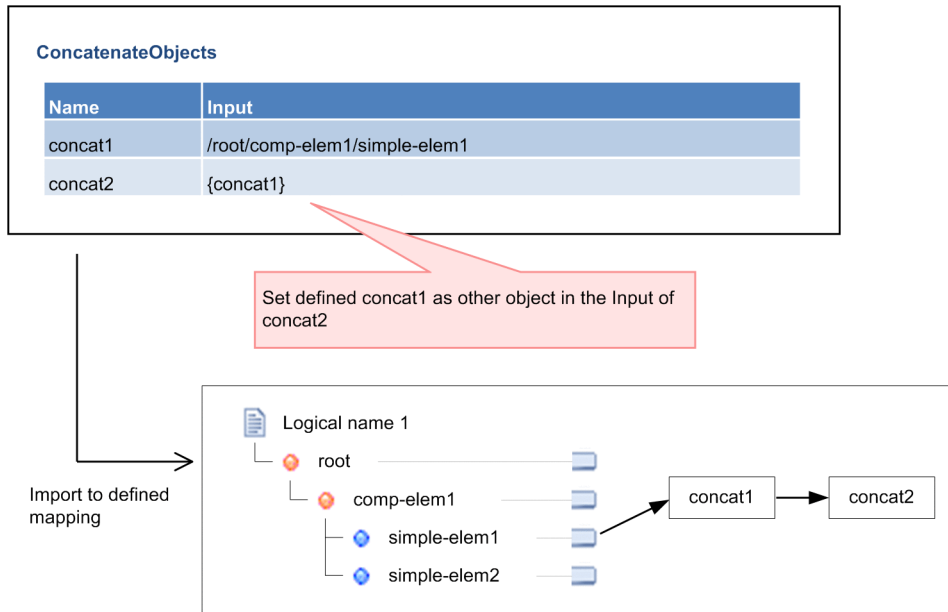 ConcatenateObjects
Name Input
concat1 /root/comp-elem1/simple-elem1
concat2 {concat1}
Set defined concat1 as other object in the Input of
concat2
Import to defined
mapping
Logical name 1
root
comp-elem1
simple-elem1
simple-elem2
concat1
concat2